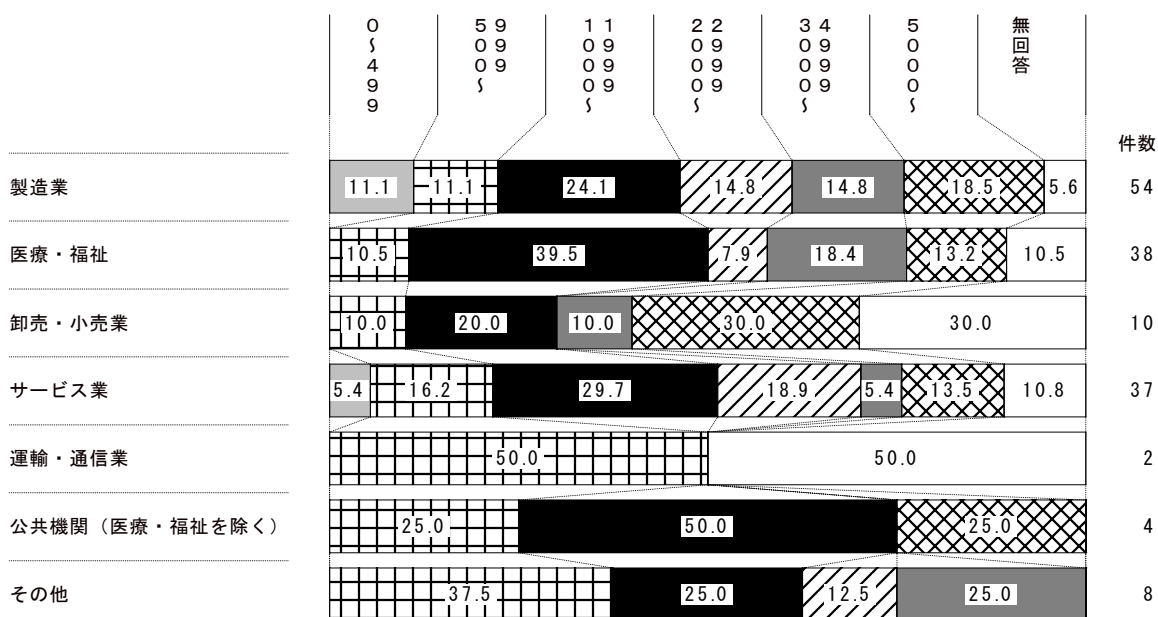 0〜499
500〜999
1000〜1999
2000〜2999
3000〜4999
5000〜
無回答
件数
製造業 11.1 11.1 24.1 14.8 14.8 18.5 5.6 54
医療・福祉 10.5 39.5 7.9 18.4 13.2 10.5 38
卸売・小売業 10.0 20.0 10.0 30.0 30.0 10
サービス業 5.4 16.2 29.7 18.9 5.4 13.5 10.8 37
運輸・通信業 50.0 50.0 2
公共機関（医療・福祉を除く） 25.0 50.0 25.0 4
その他 37.5 25.0 12.5 25.0 8